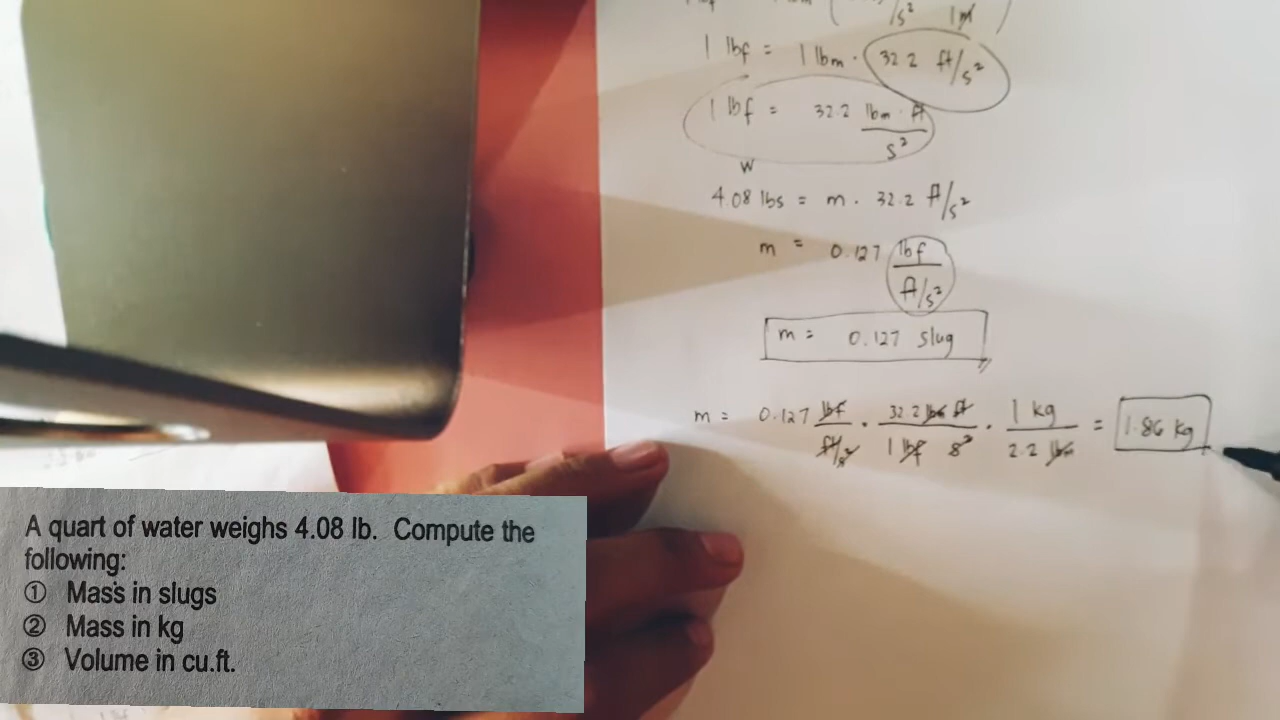 /s² 1 m
1 lbf = 1 lbm · 32.2 ft/s²
1 lbf = 32.2 lbm · ft / s²
W
4.08 lbs = m · 32.2 ft/s²
m = 0.127 lbf / ft/s²
m = 0.127 slug
m = 0.127 lbf / ft/s² · 32.2 lbm ft / 1 lbf s² · 1 kg / 2.2 lbm = 1.86 kg
A quart of water weighs 4.08 lb. Compute the
following:
① Mass in slugs
② Mass in kg
③ Volume in cu.ft.